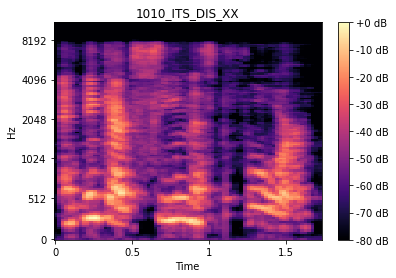 1010_ITS_DIS_XX
+0 dB
8192
-10 dB
4096
-20 dB
-30 dB
2048
Hz
-40 dB
1024
-50 dB
512
-60 dB
-70 dB
0
-80 dB
0 0.5 1 1.5
Time